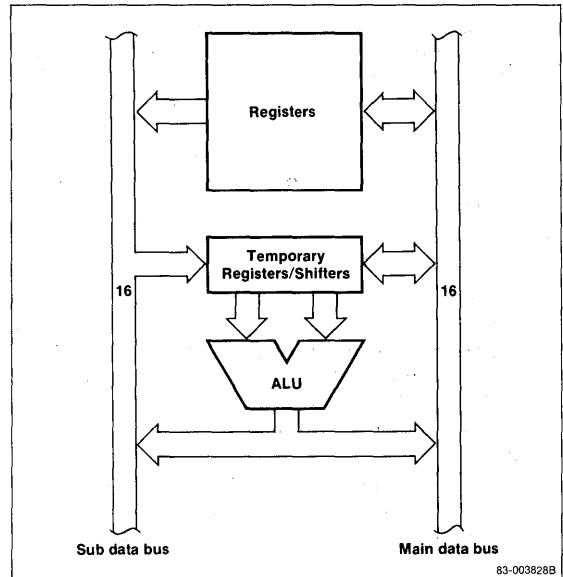 Registers
Temporary
Registers/Shifters
16
16
ALU
Sub data bus
Main data bus
83-003828B